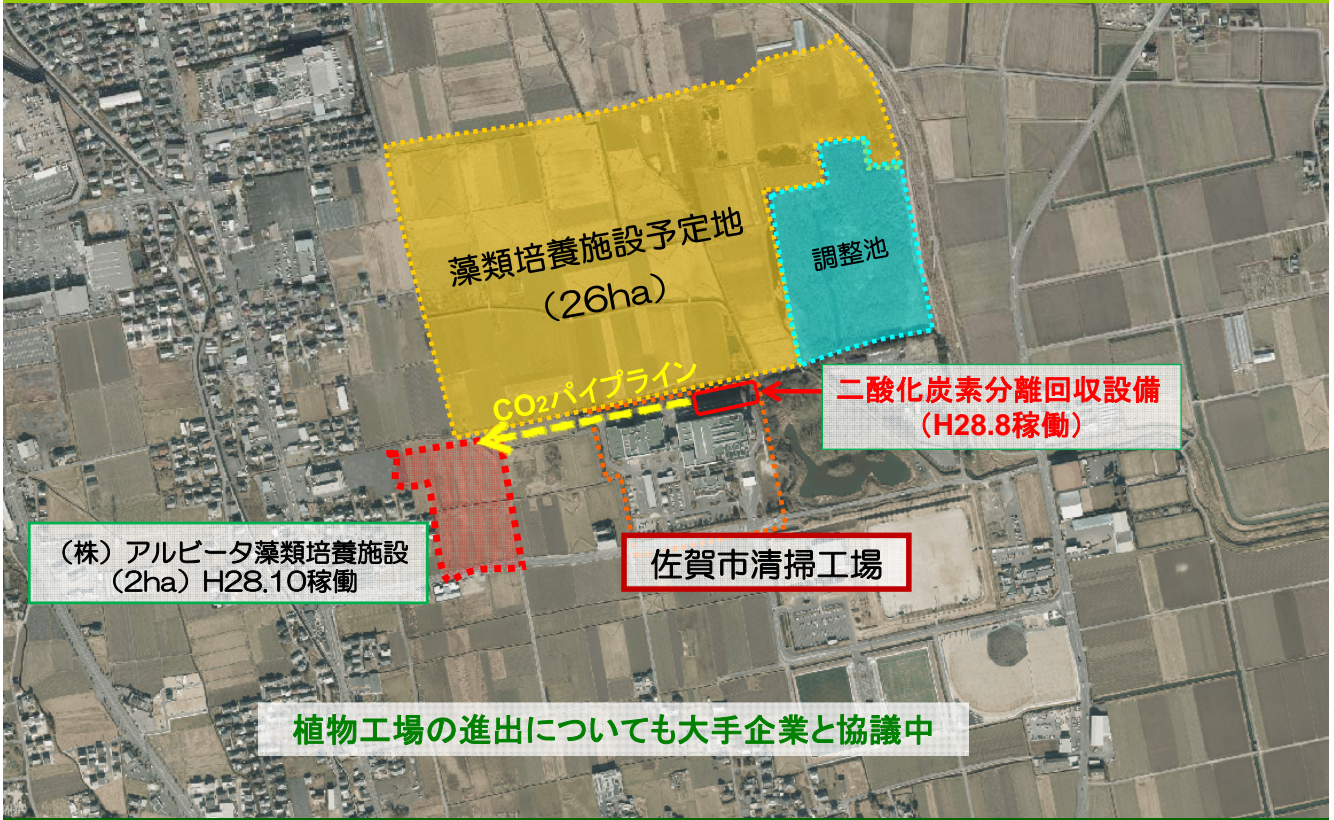 藻類培養施設予定地
（26ha）
調整池
CO₂パイプライン
二酸化炭素分離回収設備
（H28.8稼働）
（株）アルビータ藻類培養施設
（2ha）H28.10稼働
佐賀市清掃工場
植物工場の進出についても大手企業と協議中